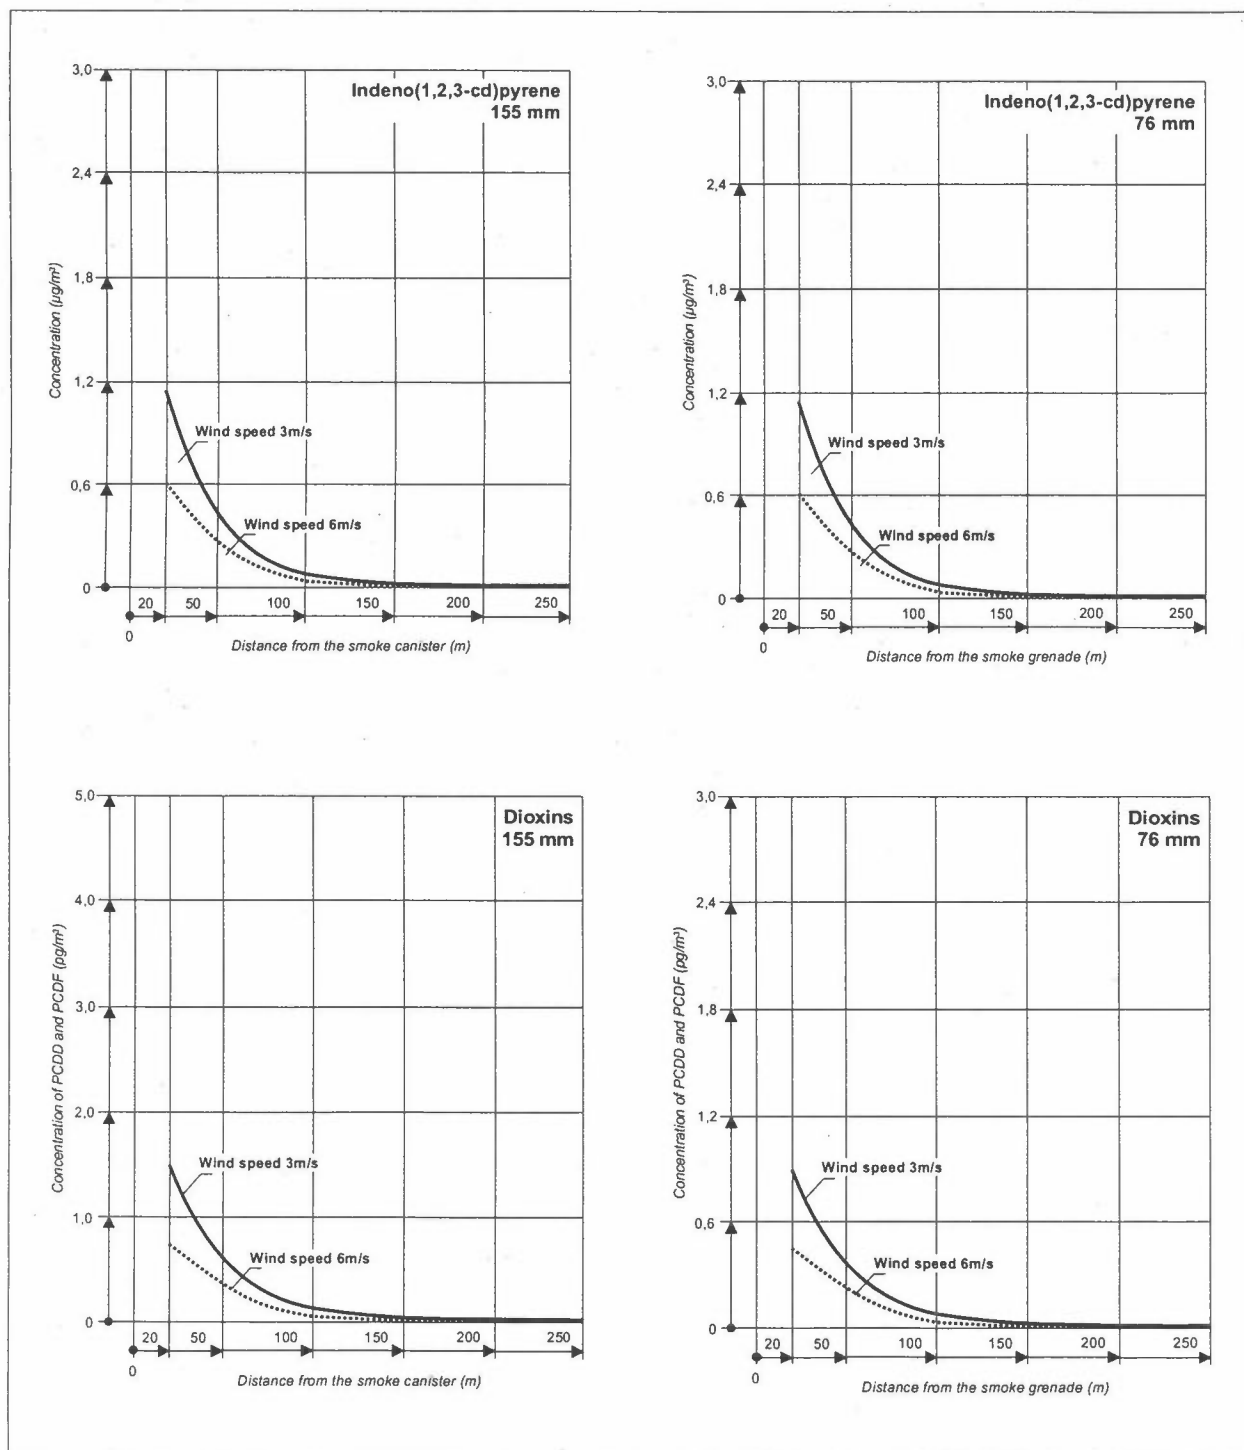 Indeno(1,2,3-cd)pyrene
155 mm
3,0
2,4
1,8
1,2
0,6
0
Concentration (µg/m³)
Wind speed 3m/s
Wind speed 6m/s
20 50 100 150 200 250
0
Distance from the smoke canister (m)
Indeno(1,2,3-cd)pyrene
76 mm
3,0
2,4
1,8
1,2
0,6
0
Concentration (µg/m³)
Wind speed 3m/s
Wind speed 6m/s
20 50 100 150 200 250
0
Distance from the smoke grenade (m)
Dioxins
155 mm
5,0
4,0
3,0
2,0
1,0
0
Concentration of PCDD and PCDF (pg/m³)
Wind speed 3m/s
Wind speed 6m/s
20 50 100 150 200 250
0
Distance from the smoke canister (m)
Dioxins
76 mm
3,0
2,4
1,8
1,2
0,6
0
Concentration of PCDD and PCDF (pg/m³)
Wind speed 3m/s
Wind speed 6m/s
20 50 100 150 200 250
0
Distance from the smoke grenade (m)